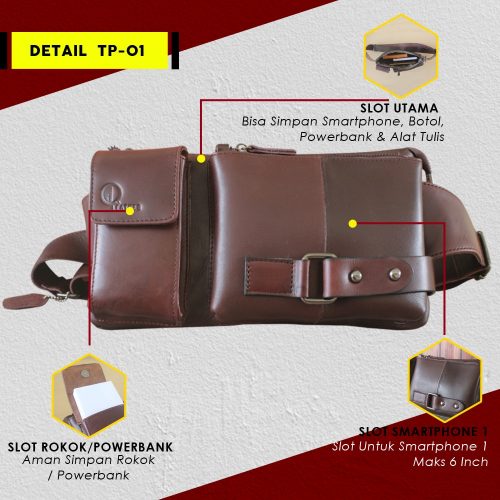 DETAIL TP-01
SLOT UTAMA
Bisa Simpan Smartphone, Botol,
Powerbank & Alat Tulis
SLOT ROKOK/POWERBANK
Aman Simpan Rokok
/ Powerbank
SLOT SMARTPHONE 1
Slot Untuk Smartphone 1
Maks 6 Inch